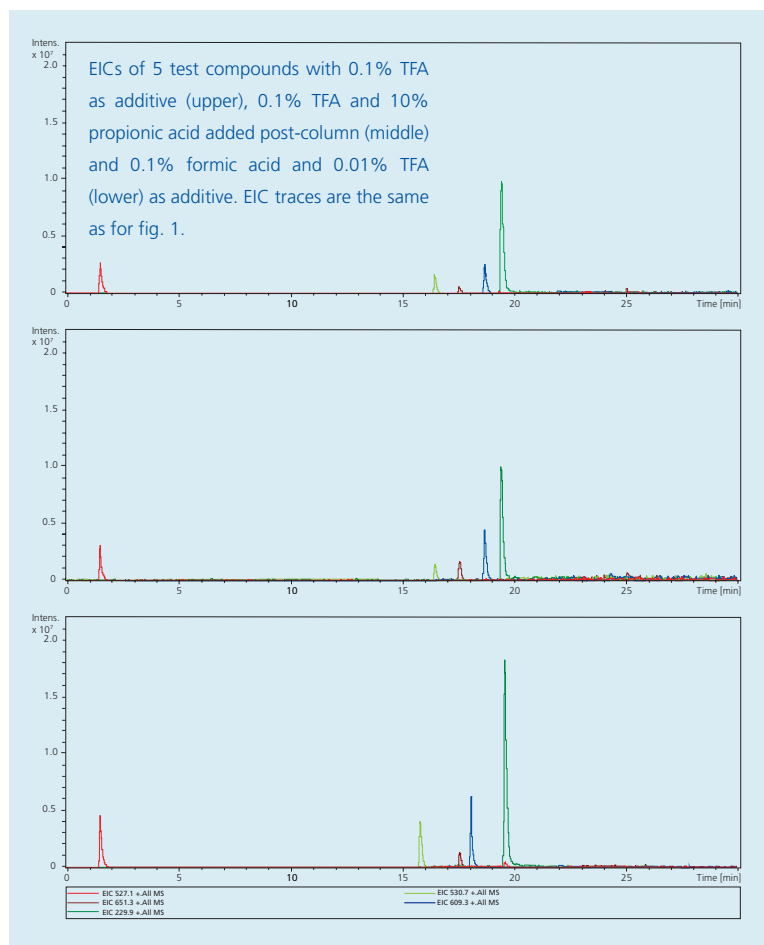 Intens.
x 10⁷
2.0
1.5
1.0
0.5
0
EICs of 5 test compounds with 0.1% TFA
as additive (upper), 0.1% TFA and 10%
propionic acid added post-column (middle)
and 0.1% formic acid and 0.01% TFA
(lower) as additive. EIC traces are the same
as for fig. 1.
0 5 10 15 20 25 Time [min]
Intens.
x 10⁷
2.0
1.5
1.0
0.5
0
0 5 10 15 20 25 Time [min]
Intens.
x 10⁷
2.0
1.5
1.0
0.5
0
0 5 10 15 20 25 Time [min]
EIC 527.1 +.All MS EIC 530.7 +.All MS
EIC 651.3 +.All MS EIC 609.3 +.All MS
EIC 229.9 +.All MS